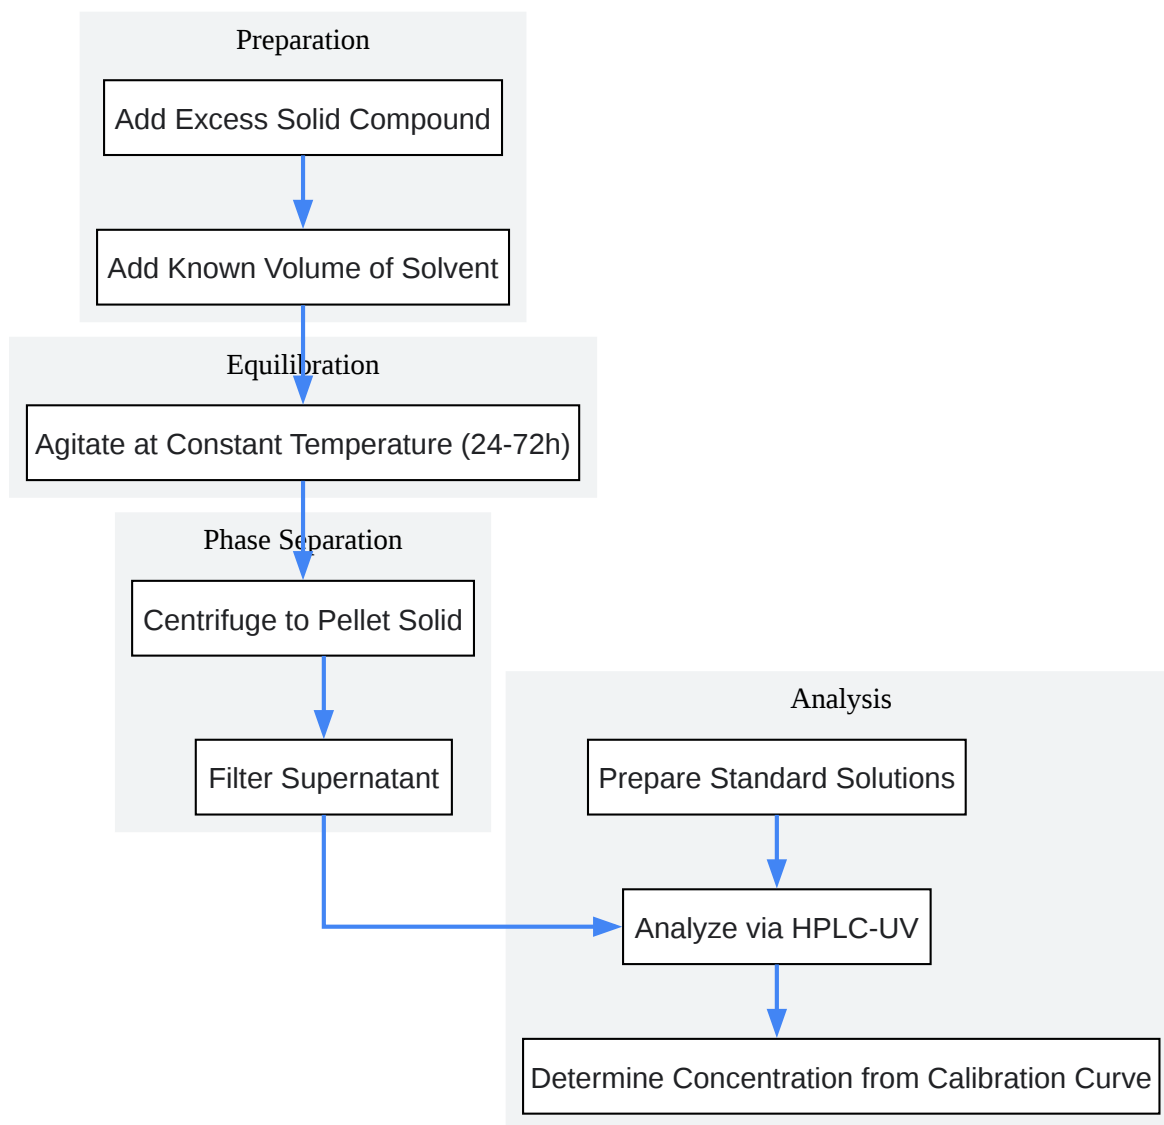 Preparation
Add Excess Solid Compound
Add Known Volume of Solvent
Equilibration
Agitate at Constant Temperature (24-72h)
Phase Separation
Centrifuge to Pellet Solid
Filter Supernatant
Analysis
Prepare Standard Solutions
Analyze via HPLC-UV
Determine Concentration from Calibration Curve